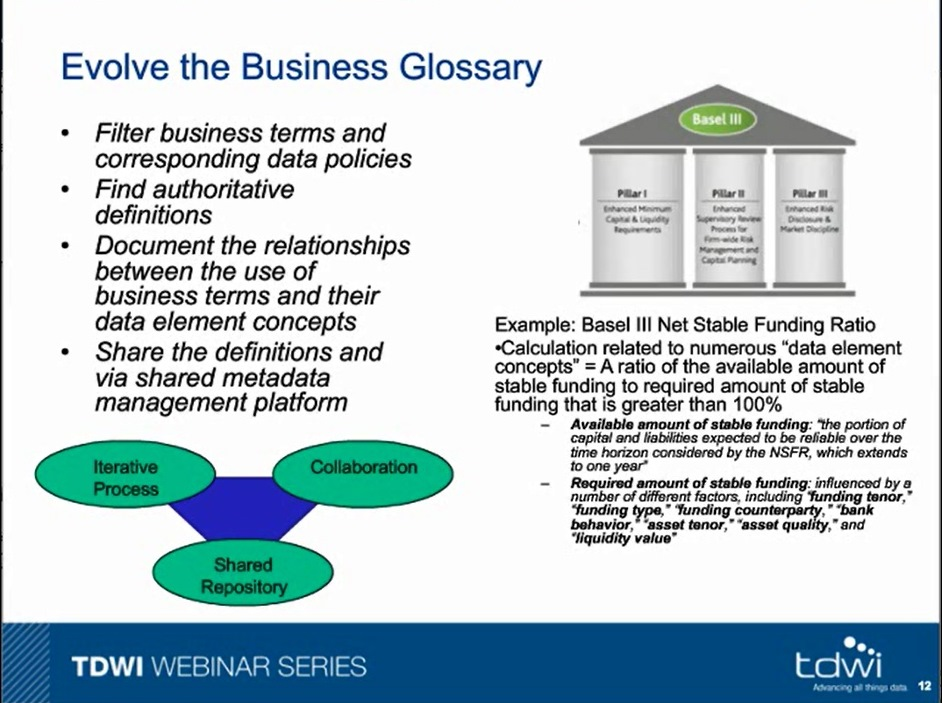 Evolve the Business Glossary
• Filter business terms and
corresponding data policies
• Find authoritative
definitions
• Document the relationships
between the use of
business terms and their
data element concepts
• Share the definitions and
via shared metadata
management platform
Iterative
Process
Collaboration
Shared
Repository
Basel III
Pillar I
Enhanced Minimum
Capital & Liquidity
Requirements
Pillar II
Enhanced
Supervisory Review
Process for
Firm-wide Risk
Management and
Capital Planning
Pillar III
Enhanced Risk
Disclosure &
Market Discipline
Example: Basel III Net Stable Funding Ratio
•Calculation related to numerous “data element
concepts” = A ratio of the available amount of
stable funding to required amount of stable
funding that is greater than 100%
– Available amount of stable funding: “the portion of
capital and liabilities expected to be reliable over the
time horizon considered by the NSFR, which extends
to one year”
– Required amount of stable funding: influenced by a
number of different factors, including “funding tenor,”
“funding type,” “funding counterparty,” “bank
behavior,” “asset tenor,” “asset quality,” and
“liquidity value”
TDWI WEBINAR SERIES
tdwi
Advancing all things data.
12